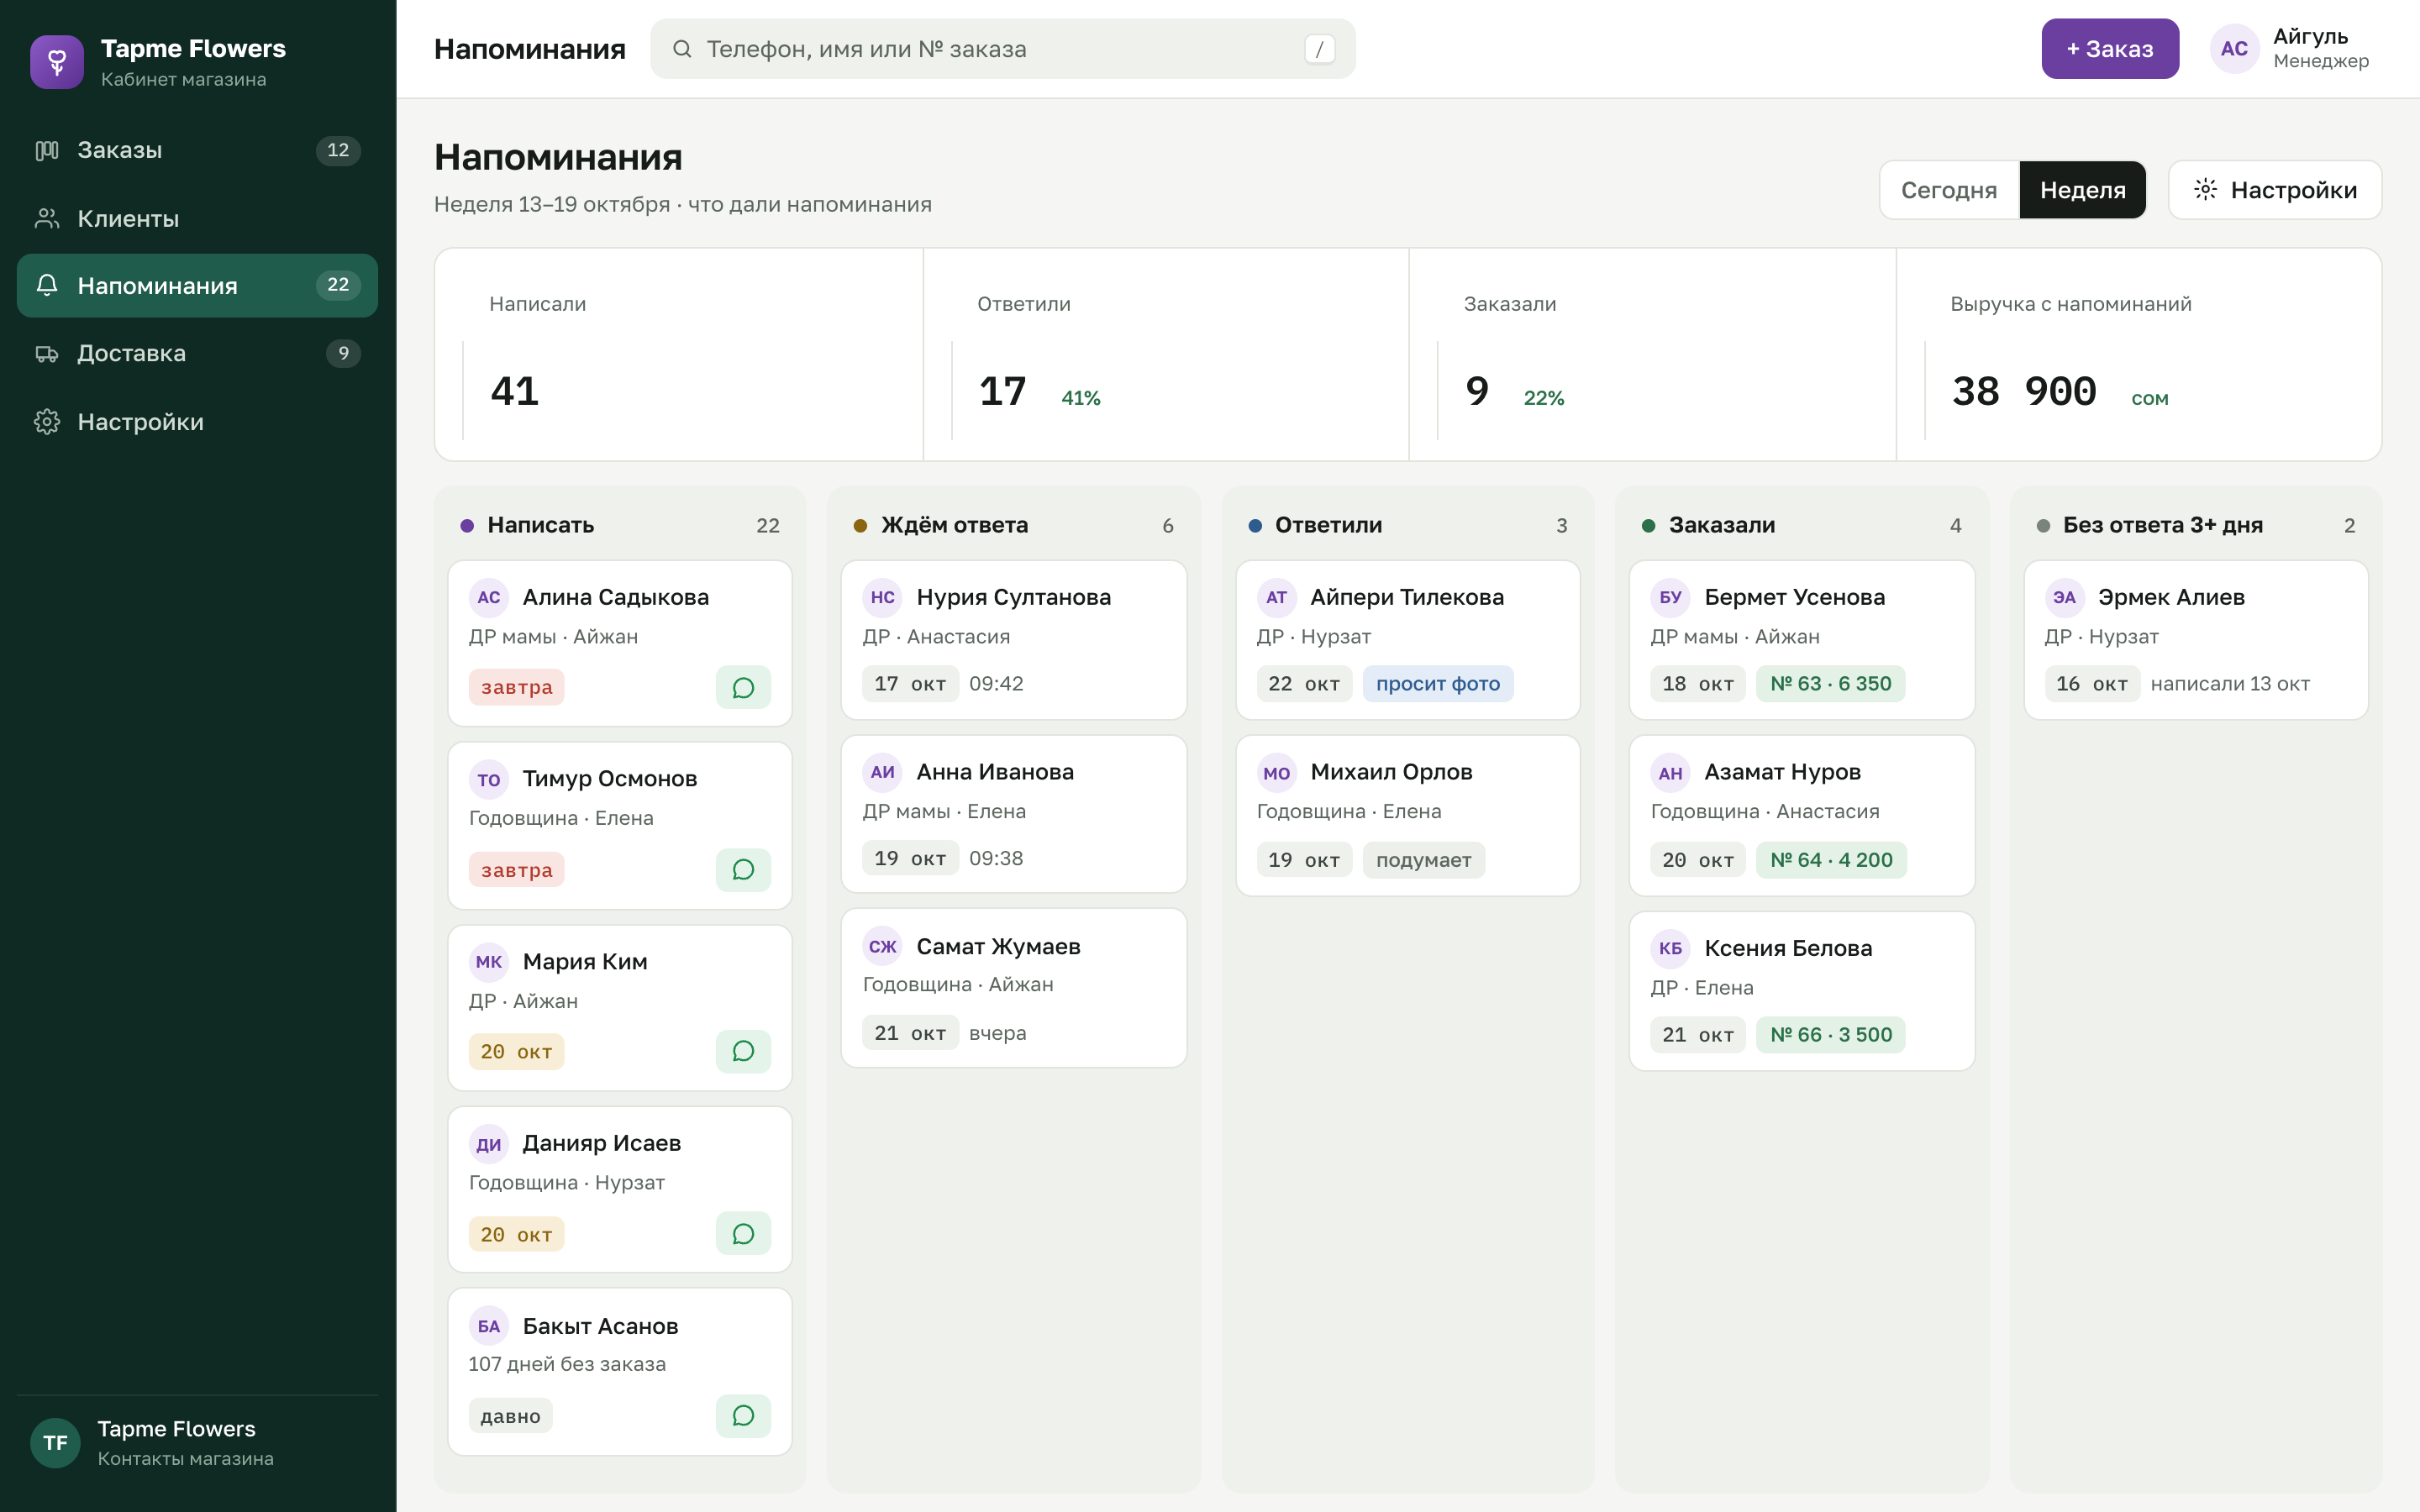 Tapme Flowers
Кабинет магазина
Заказы 12
Клиенты
Напоминания 22
Доставка 9
Настройки
TF
Tapme Flowers
Контакты магазина
Напоминания
Телефон, имя или № заказа /
+ Заказ
АС
Айгуль
Менеджер
Напоминания
Неделя 13–19 октября · что дали напоминания
Сегодня
Неделя
Настройки
Написали
41
Ответили
17 41%
Заказали
9 22%
Выручка с напоминаний
38 900 сом
Написать 22
АС Алина Садыкова
ДР мамы · Айжан
завтра
ТО Тимур Осмонов
Годовщина · Елена
завтра
МК Мария Ким
ДР · Айжан
20 окт
ДИ Данияр Исаев
Годовщина · Нурзат
20 окт
БА Бакыт Асанов
107 дней без заказа
давно
Ждём ответа 6
НС Нурия Султанова
ДР · Анастасия
17 окт 09:42
АИ Анна Иванова
ДР мамы · Елена
19 окт 09:38
СЖ Самат Жумаев
Годовщина · Айжан
21 окт вчера
Ответили 3
АТ Айпери Тилекова
ДР · Нурзат
22 окт просит фото
МО Михаил Орлов
Годовщина · Елена
19 окт подумает
Заказали 4
БУ Бермет Усенова
ДР мамы · Айжан
18 окт № 63 · 6 350
АН Азамат Нуров
Годовщина · Анастасия
20 окт № 64 · 4 200
КБ Ксения Белова
ДР · Елена
21 окт № 66 · 3 500
Без ответа 3+ дня 2
ЭА Эрмек Алиев
ДР · Нурзат
16 окт написали 13 окт